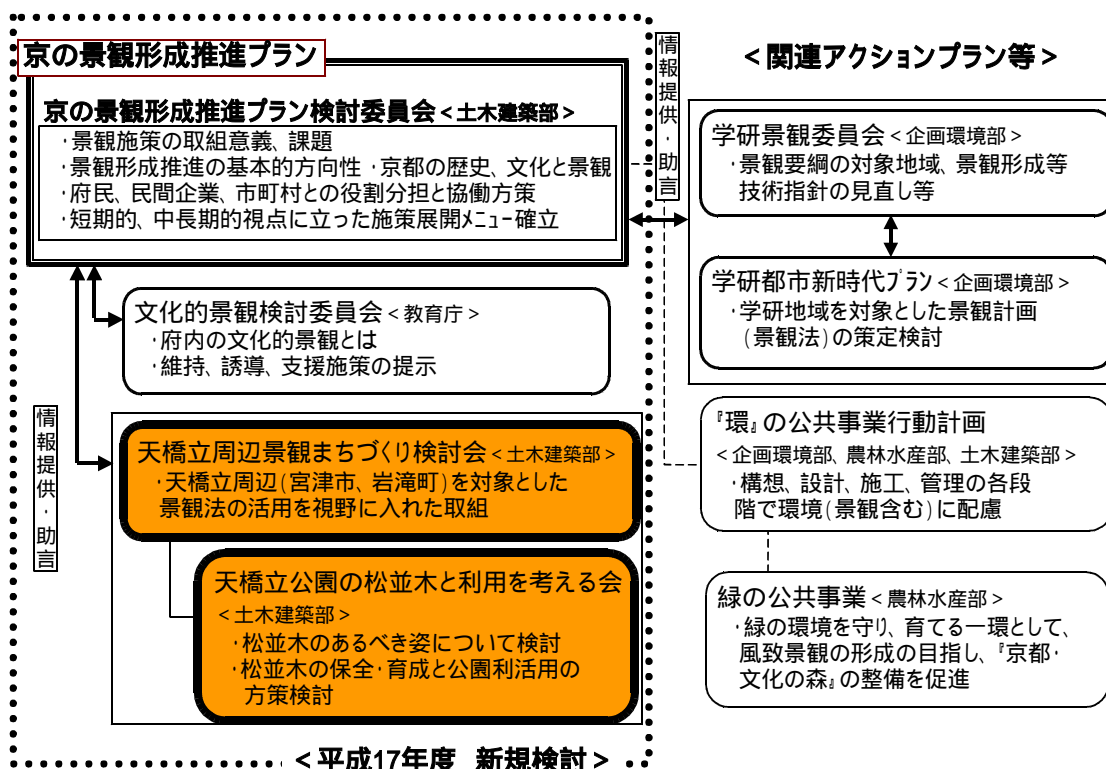 京の景観形成推進プラン
京の景観形成推進プラン検討委員会<土木建築部>
・景観施策の取組意義、課題
・景観形成推進の基本的方向性・京都の歴史、文化と景観
・府民、民間企業、市町村との役割分担と協働方策
・短期的、中長期的視点に立った施策展開メニュー確立
文化的景観検討委員会<教育庁>
・府内の文化的景観とは
・維持、誘導、支援施策の提示
情報提供・助言
天橋立周辺景観まちづくり検討会<土木建築部>
・天橋立周辺(宮津市、岩滝町)を対象とした
景観法の活用を視野に入れた取組
天橋立公園の松並木と利用を考える会
<土木建築部>
・松並木のあるべき姿について検討
・松並木の保全・育成と公園利活用の
方策検討
<平成17年度 新規検討>
情報提供・助言
<関連アクションプラン等>
学研景観委員会<企画環境部>
・景観要綱の対象地域、景観形成等
技術指針の見直し等
学研都市新時代プラン<企画環境部>
・学研地域を対象とした景観計画
(景観法)の策定検討
『環』の公共事業行動計画
<企画環境部、農林水産部、土木建築部>
・構想、設計、施工、管理の各段
階で環境(景観含む)に配慮
緑の公共事業<農林水産部>
・緑の環境を守り、育てる一環として、
風致景観の形成の目指し、『京都・
文化の森』の整備を促進